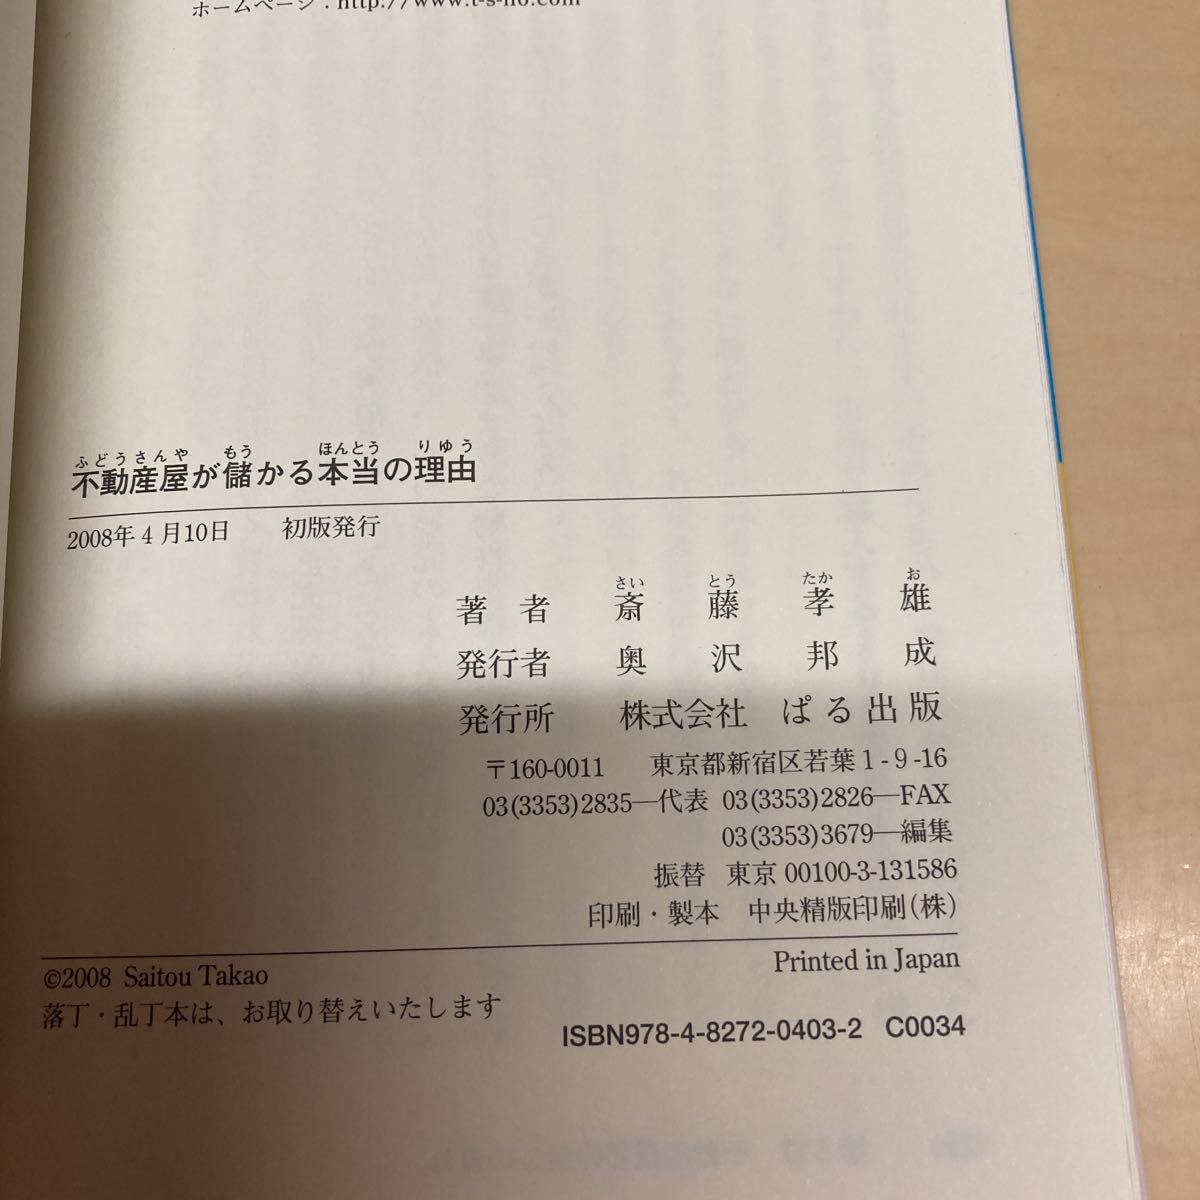 ホームページ：http://www.t-s-no.com
ふどうさんや もう ほんとう りゆう
不動産屋が儲かる本当の理由
2008年4月10日 初版発行
さい とう たか お
著者 斎藤孝雄
発行者 奥沢邦成
発行所 株式会社 ぱる出版
〒160-0011 東京都新宿区若葉1-9-16
03(3353)2835―代表 03(3353)2826―FAX
03(3353)3679―編集
振替 東京 00100-3-131586
印刷・製本 中央精版印刷(株)
©2008 Saitou Takao Printed in Japan
落丁・乱丁本は、お取り替えいたします
ISBN978-4-8272-0403-2 C0034